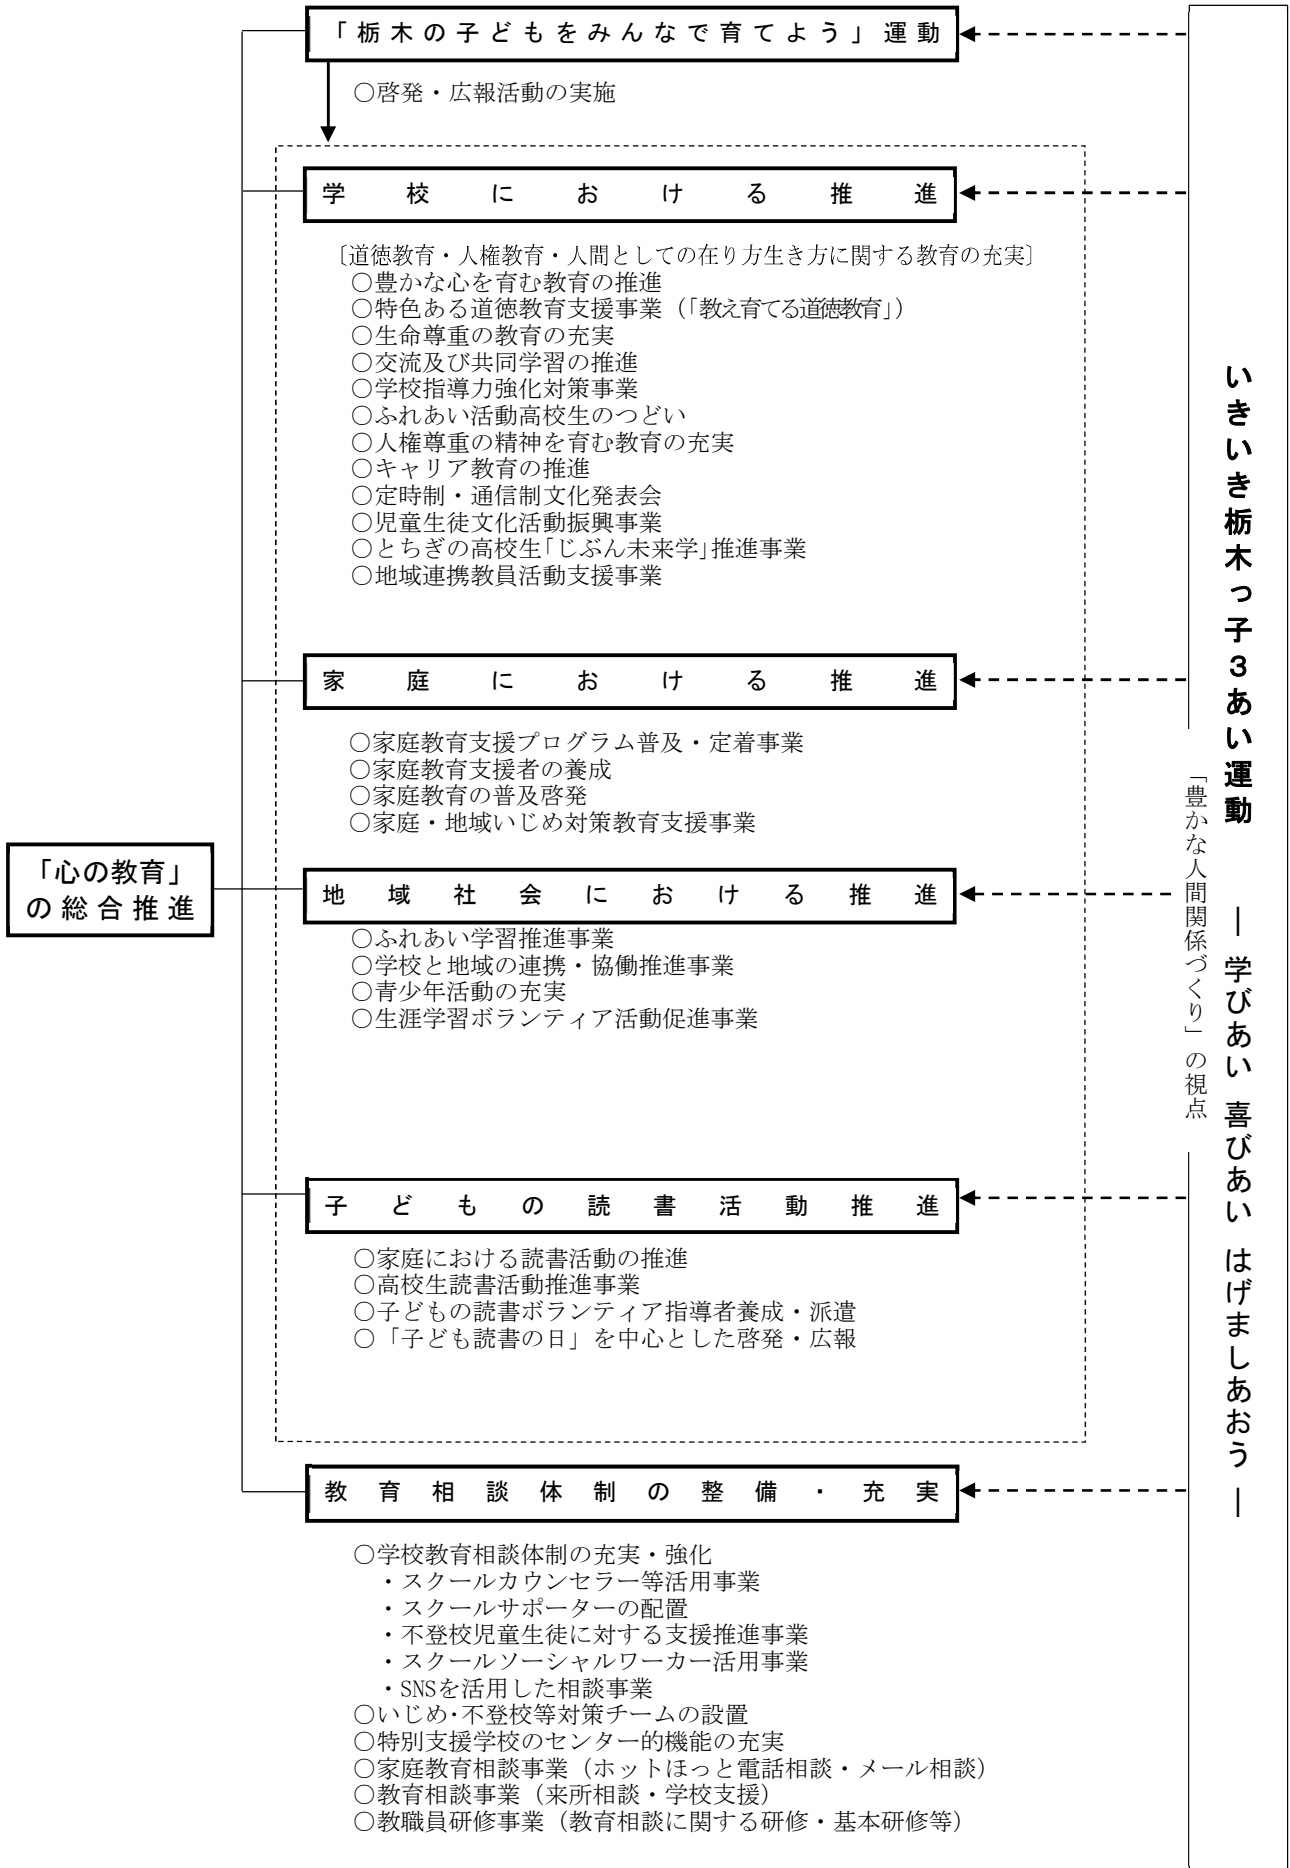 「栃木の子どもをみんなで育てよう」運動
○啓発・広報活動の実施
学校における推進
〔道徳教育・人権教育・人間としての在り方生き方に関する教育の充実〕
○豊かな心を育む教育の推進
○特色ある道徳教育支援事業（「教え育てる道徳教育」）
○生命尊重の教育の充実
○交流及び共同学習の推進
○学校指導力強化対策事業
○ふれあい活動高校生のつどい
○人権尊重の精神を育む教育の充実
○キャリア教育の推進
○定時制・通信制文化発表会
○児童生徒文化活動振興事業
○とちぎの高校生「じぶん未来学」推進事業
○地域連携教員活動支援事業
家庭における推進
○家庭教育支援プログラム普及・定着事業
○家庭教育支援者の養成
○家庭教育の普及啓発
○家庭・地域いじめ対策教育支援事業
「心の教育」
の総合推進
地域社会における推進
○ふれあい学習推進事業
○学校と地域の連携・協働推進事業
○青少年活動の充実
○生涯学習ボランティア活動促進事業
子どもの読書活動推進
○家庭における読書活動の推進
○高校生読書活動推進事業
○子どもの読書ボランティア指導者養成・派遣
○「子ども読書の日」を中心とした啓発・広報
教育相談体制の整備・充実
○学校教育相談体制の充実・強化
・スクールカウンセラー等活用事業
・スクールサポーターの配置
・不登校児童生徒に対する支援推進事業
・スクールソーシャルワーカー活用事業
・SNSを活用した相談事業
○いじめ・不登校等対策チームの設置
○特別支援学校のセンター的機能の充実
○家庭教育相談事業（ホットほっと電話相談・メール相談）
○教育相談事業（来所相談・学校支援）
○教職員研修事業（教育相談に関する研修・基本研修等）
いきいき栃木っ子３あい運動 ― 学びあい 喜びあい はげましあおう ―
「豊かな人間関係づくり」の視点